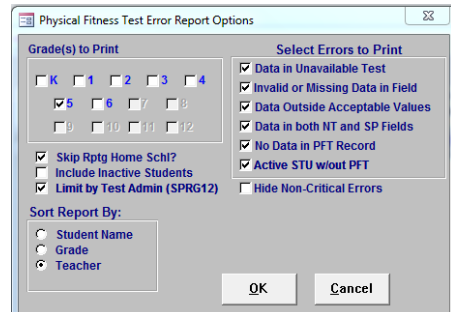 Physical Fitness Test Error Report Options
Grade(s) to Print
K 1 2 3 4
5 6 7 8
9 10 11 12
Skip Rptg Home Schl?
Include Inactive Students
Limit by Test Admin (SPRG12)
Sort Report By:
Student Name
Grade
Teacher
Select Errors to Print
Data in Unavailable Test
Invalid or Missing Data in Field
Data Outside Acceptable Values
Data in both NT and SP Fields
No Data in PFT Record
Active STU w/out PFT
Hide Non-Critical Errors
OK Cancel